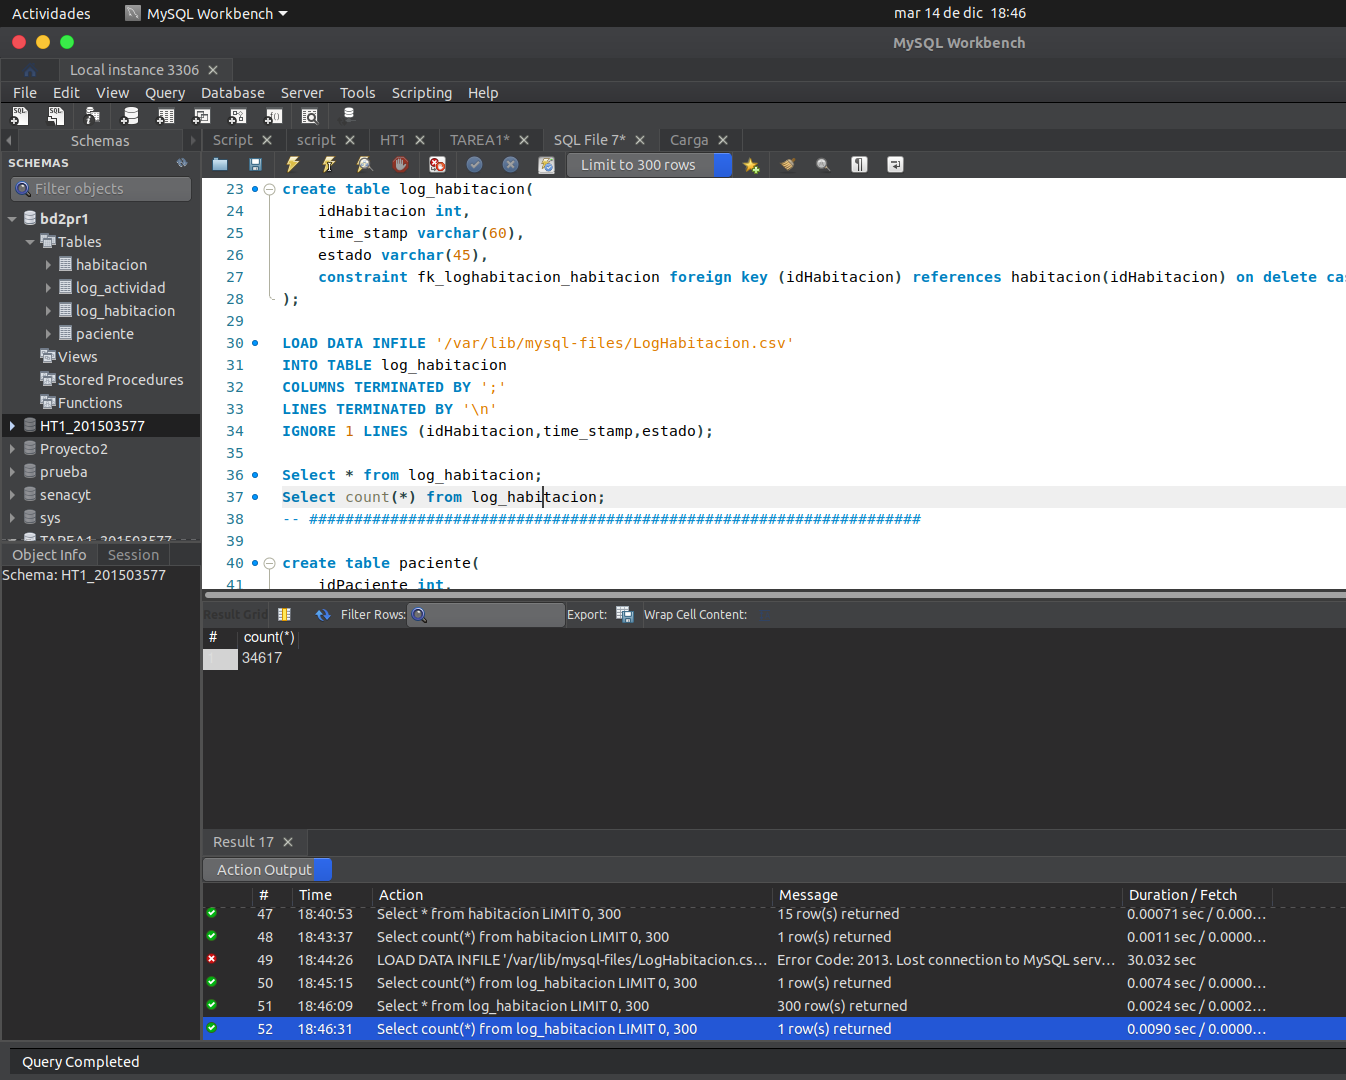 Actividades MySQL Workbench mar 14 de dic 18:46
MySQL Workbench
Local instance 3306
File Edit View Query Database Server Tools Scripting Help
Schemas
Script script HT1 TAREA1* SQL File 7* Carga
SCHEMAS
Limit to 300 rows
Filter objects
bd2pr1
Tables
habitacion
log_actividad
log_habitacion
paciente
Views
Stored Procedures
Functions
HT1_201503577
Proyecto2
prueba
senacyt
sys
TAREA1_201503577
Object Info Session
Schema: HT1_201503577
23 create table log_habitacion(
24 idHabitacion int,
25 time_stamp varchar(60),
26 estado varchar(45),
27 constraint fk_loghabitacion_habitacion foreign key (idHabitacion) references habitacion(idHabitacion) on delete cas
28 );
29
30 LOAD DATA INFILE '/var/lib/mysql-files/LogHabitacion.csv'
31 INTO TABLE log_habitacion
32 COLUMNS TERMINATED BY ';'
33 LINES TERMINATED BY '\n'
34 IGNORE 1 LINES (idHabitacion,time_stamp,estado);
35
36 Select * from log_habitacion;
37 Select count(*) from log_habitacion;
38 -- ####################################################################
39
40 create table paciente(
41 idPaciente int,
Result Grid Filter Rows: Export: Wrap Cell Content:
# count(*)
34617
Result 17
Action Output
# Time Action Message Duration / Fetch
47 18:40:53 Select * from habitacion LIMIT 0, 300 15 row(s) returned 0.00071 sec / 0.000...
48 18:43:37 Select count(*) from habitacion LIMIT 0, 300 1 row(s) returned 0.0011 sec / 0.0000...
49 18:44:26 LOAD DATA INFILE '/var/lib/mysql-files/LogHabitacion.cs... Error Code: 2013. Lost connection to MySQL serv... 30.032 sec
50 18:45:15 Select count(*) from log_habitacion LIMIT 0, 300 1 row(s) returned 0.0074 sec / 0.0000...
51 18:46:09 Select * from log_habitacion LIMIT 0, 300 300 row(s) returned 0.0024 sec / 0.0002...
52 18:46:31 Select count(*) from log_habitacion LIMIT 0, 300 1 row(s) returned 0.0090 sec / 0.0000...
Query Completed